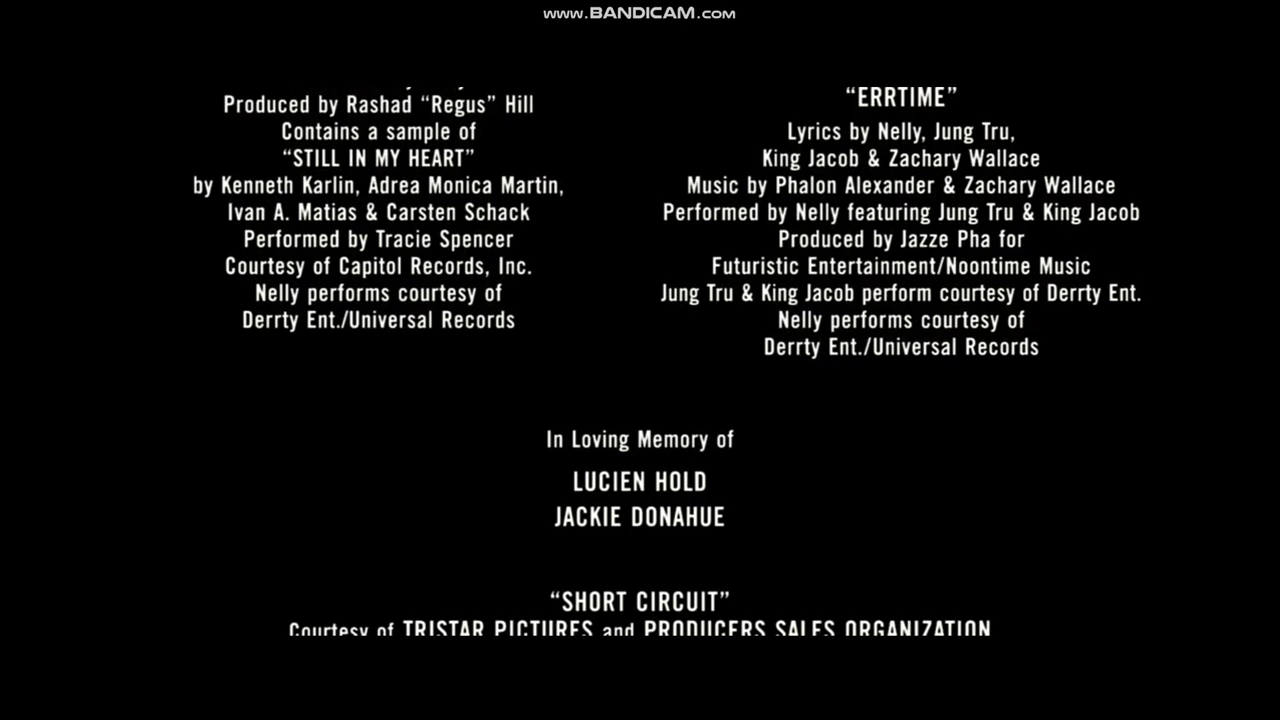 www.BANDICAM.com
Produced by Rashad “Regus” Hill
Contains a sample of
“STILL IN MY HEART”
by Kenneth Karlin, Adrea Monica Martin,
Ivan A. Matias & Carsten Schack
Performed by Tracie Spencer
Courtesy of Capitol Records, Inc.
Nelly performs courtesy of
Derrty Ent./Universal Records
“ERRTIME”
Lyrics by Nelly, Jung Tru,
King Jacob & Zachary Wallace
Music by Phalon Alexander & Zachary Wallace
Performed by Nelly featuring Jung Tru & King Jacob
Produced by Jazze Pha for
Futuristic Entertainment/Noontime Music
Jung Tru & King Jacob perform courtesy of Derrty Ent.
Nelly performs courtesy of
Derrty Ent./Universal Records
In Loving Memory of
LUCIEN HOLD
JACKIE DONAHUE
“SHORT CIRCUIT”
Courtesy of TRISTAR PICTURES and PRODUCERS SALES ORGANIZATION